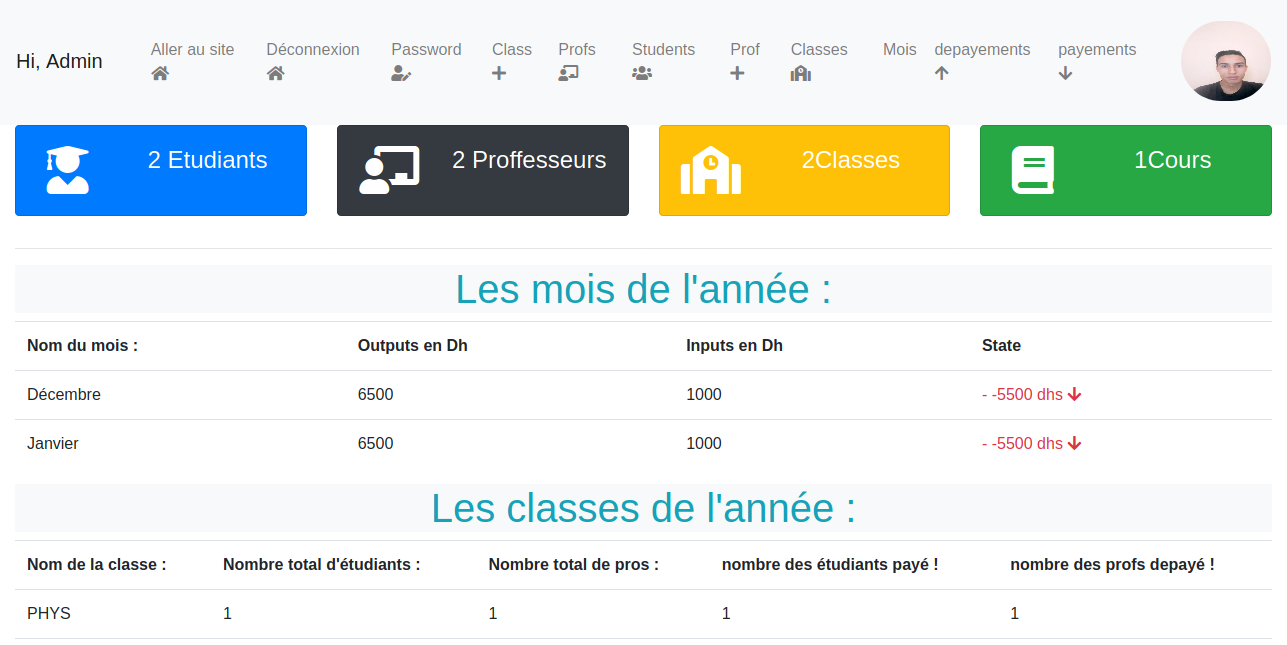 Hi, Admin
Aller au site
Déconnexion
Password
Class
Profs
Students
Prof
Classes
Mois
depayements
payements
2 Etudiants
2 Proffesseurs
2Classes
1Cours
Les mois de l'année :
Nom du mois : Outputs en Dh Inputs en Dh State
Décembre 6500 1000 - -5500 dhs
Janvier 6500 1000 - -5500 dhs
Les classes de l'année :
Nom de la classe : Nombre total d'étudiants : Nombre total de pros : nombre des étudiants payé ! nombre des profs depayé !
PHYS 1 1 1 1